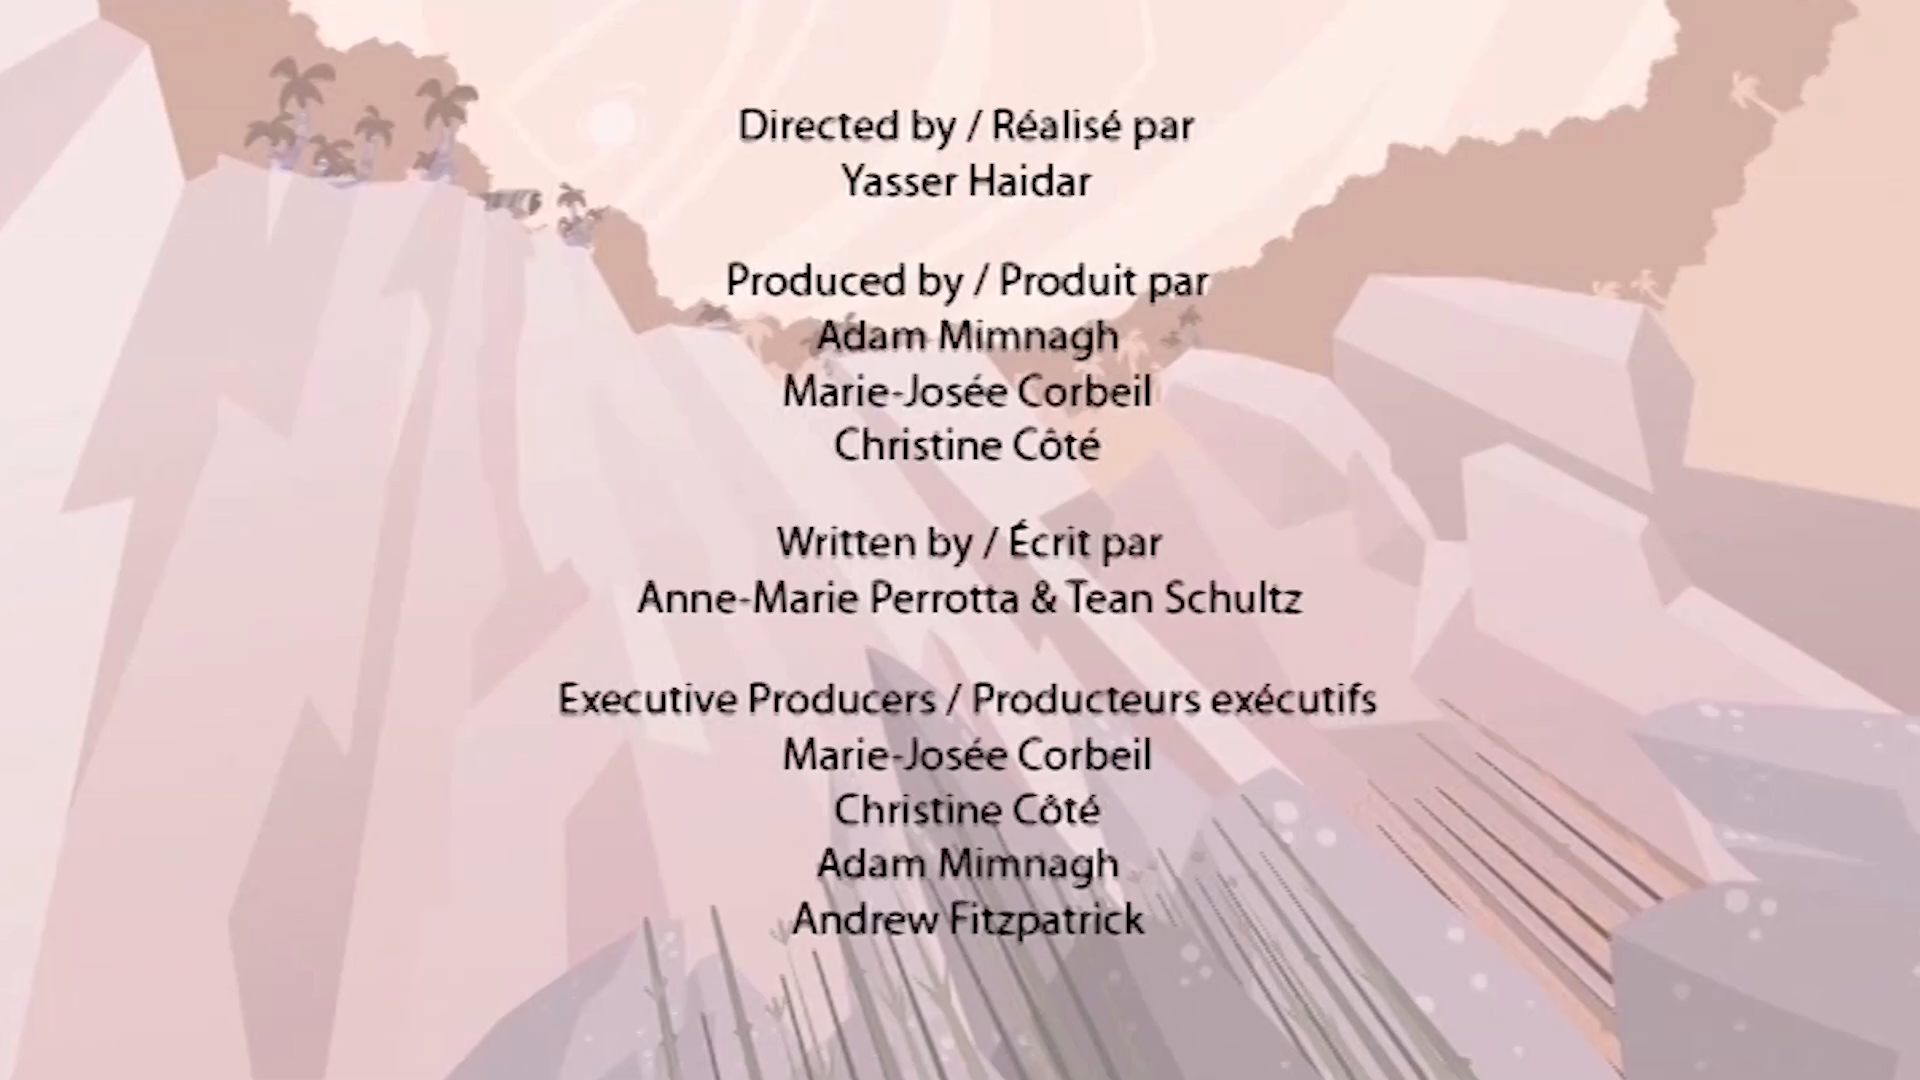 Directed by / Réalisé par
Yasser Haidar
Produced by / Produit par
Adam Mimnagh
Marie-Josée Corbeil
Christine Côté
Written by / Écrit par
Anne-Marie Perrotta & Tean Schultz
Executive Producers / Producteurs exécutifs
Marie-Josée Corbeil
Christine Côté
Adam Mimnagh
Andrew Fitzpatrick